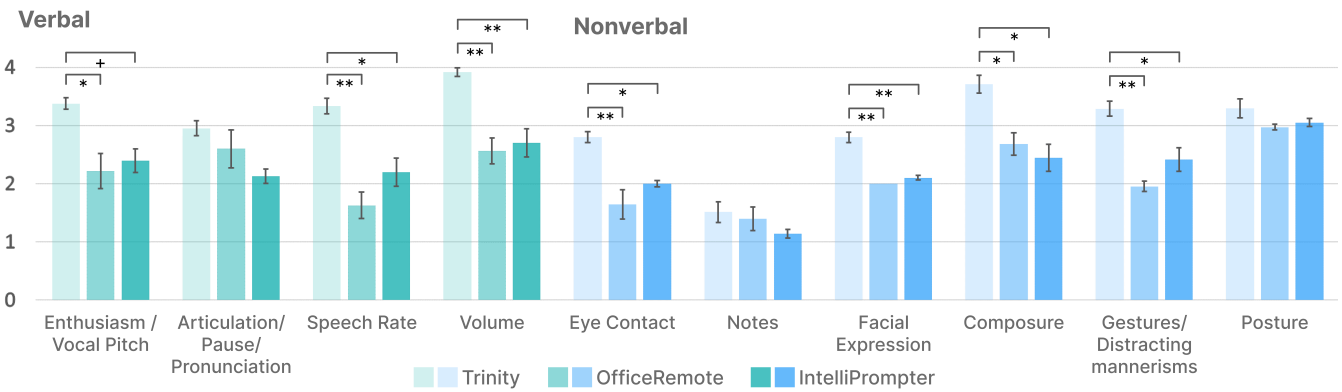 Verbal
Nonverbal
**
**
+
*
*
**
*
**
**
**
*
*
*
**
4
3
2
1
0
Enthusiasm /
Vocal Pitch
Articulation/
Pause/
Pronunciation
Speech Rate
Volume
Eye Contact
Notes
Facial
Expression
Composure
Gestures/
Distracting
mannerisms
Posture
Trinity
OfficeRemote
IntelliPrompter